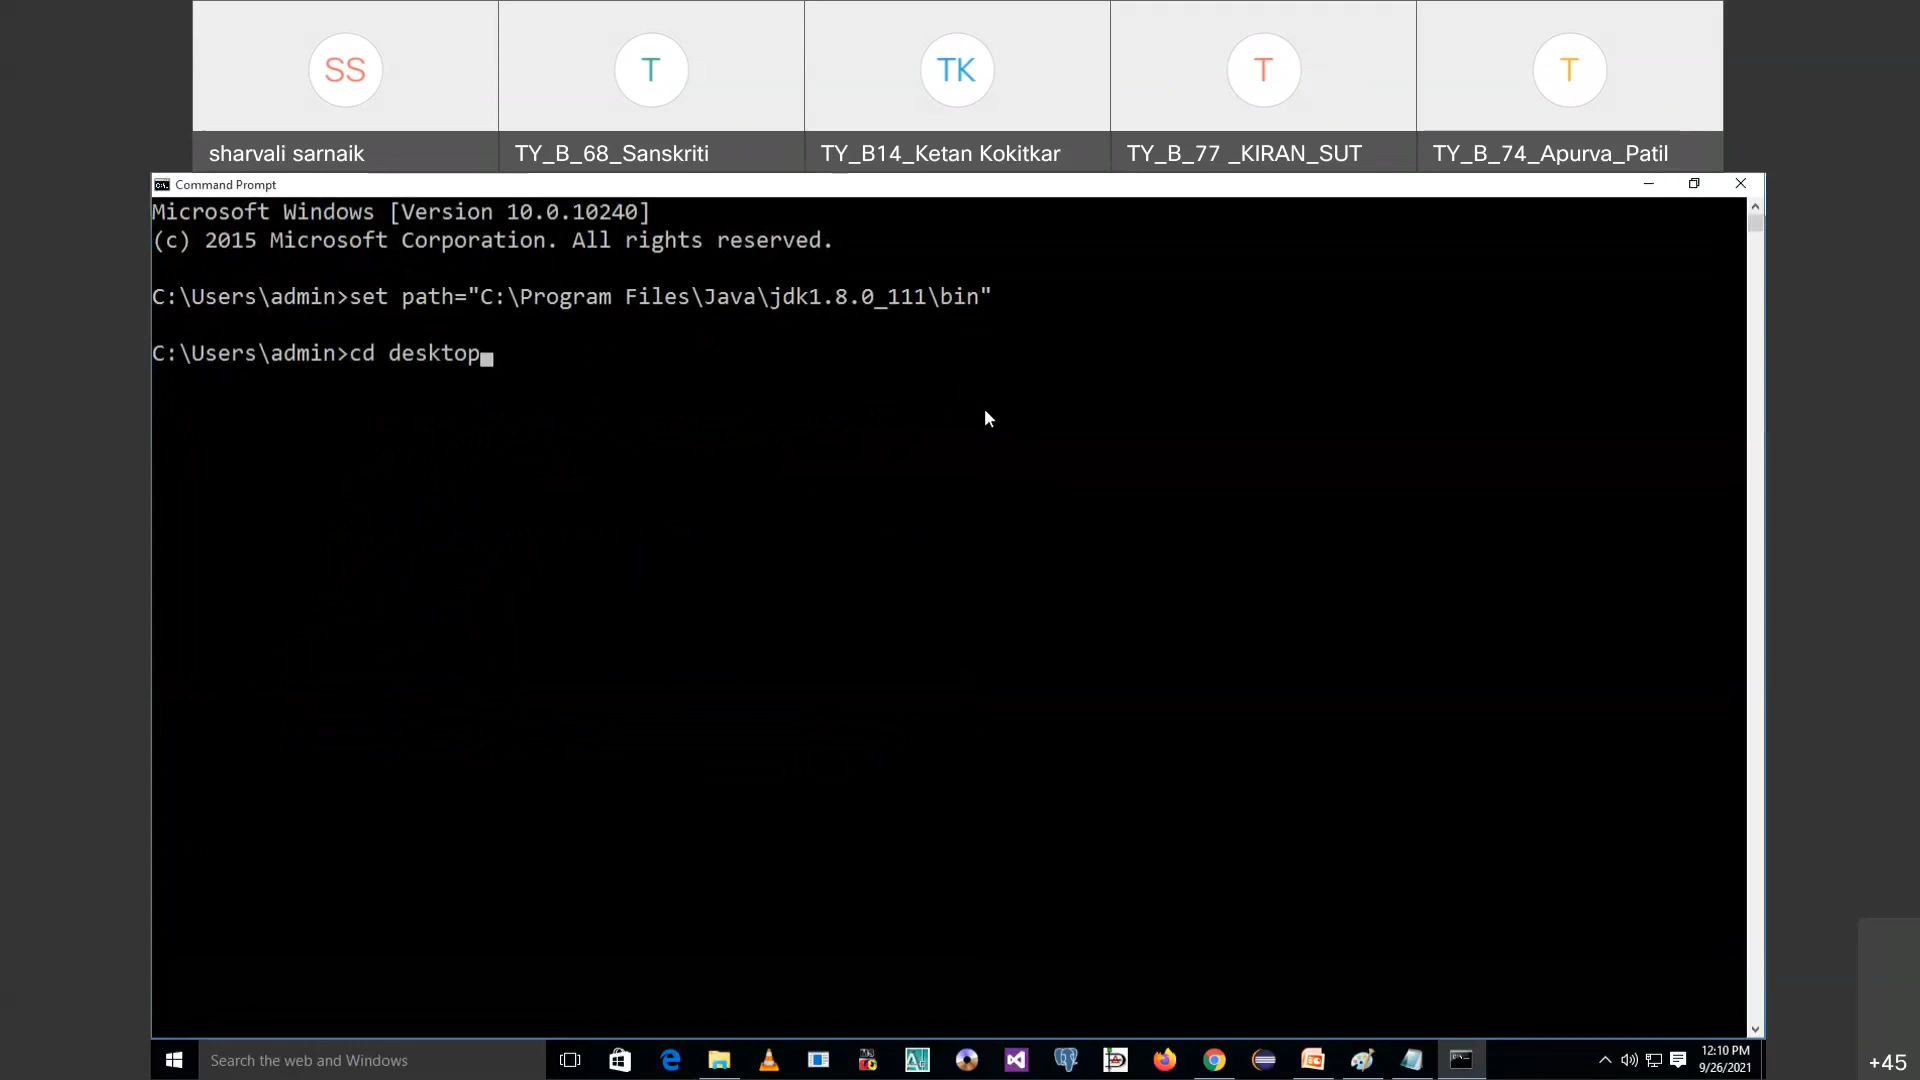 SS
T
TK
T
T
sharvali sarnaik
TY_B_68_Sanskriti
TY_B14_Ketan Kokitkar
TY_B_77 _KIRAN_SUT
TY_B_74_Apurva_Patil
Command Prompt
Microsoft Windows [Version 10.0.10240]
(c) 2015 Microsoft Corporation. All rights reserved.
C:\Users\admin>set path="C:\Program Files\Java\jdk1.8.0_111\bin"
C:\Users\admin>cd desktop
Search the web and Windows
12:10 PM
9/26/2021
+45